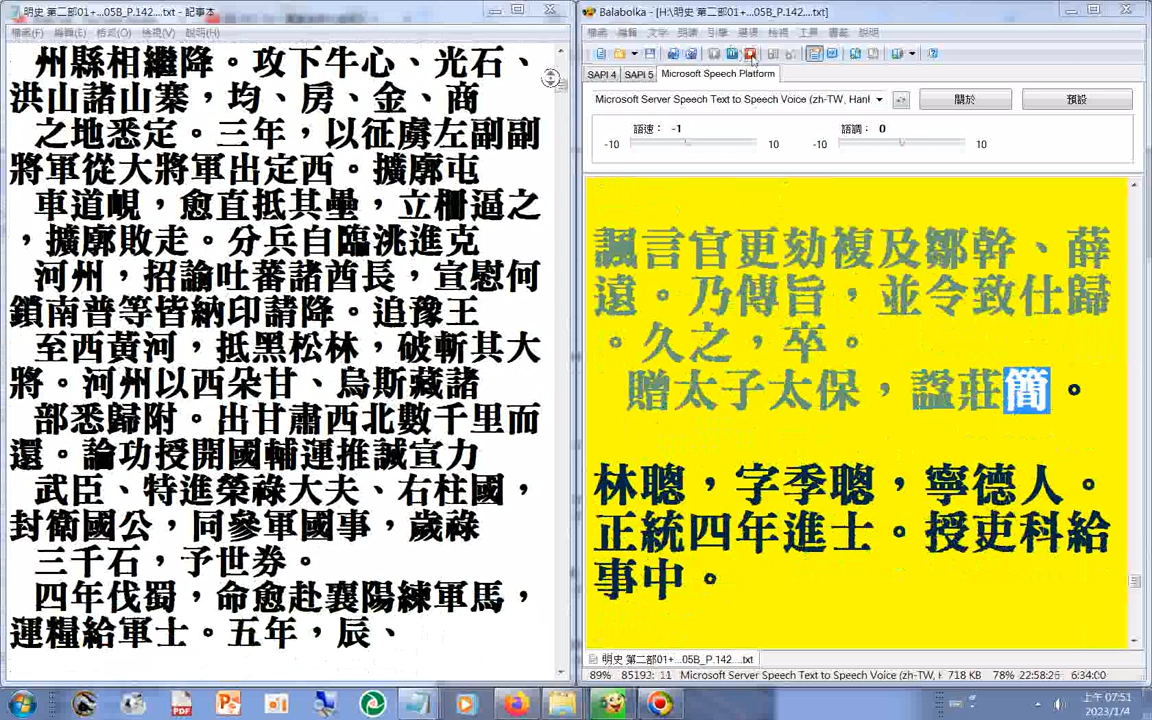 明史 第二部01+...05B_P.142....txt - 記事本
檔案(F) 編輯(E) 格式(O) 檢視(V) 說明(H)
州縣相繼降。攻下牛心、光石、
洪山諸山寨，均、房、金、商
之地悉定。三年，以征虜左副副
將軍從大將軍出定西。擴廓屯
車道峴，愈直抵其壘，立柵逼之
，擴廓敗走。分兵自臨洮進克
河州，招諭吐蕃諸酋長，宣慰何
鎖南普等皆納印請降。追豫王
至西黃河，抵黑松林，破斬其大
將。河州以西朵甘、烏斯藏諸
部悉歸附。出甘肅西北數千里而
還。論功授開國輔運推誠宣力
武臣、特進榮祿大夫、右柱國，
封衛國公，同參軍國事，歲祿
三千石，予世券。
四年伐蜀，命愈赴襄陽練軍馬，
運糧給軍士。五年，辰、
Balabolka - [H:\明史 第二部01+...05B_P.142....txt]
檔案 編輯 文字 朗讀 引擎 選項 檢視 工具 書籤 說明
SAPI 4 SAPI 5 Microsoft Speech Platform
Microsoft Server Speech Text to Speech Voice (zh-TW, Hanl 關於 預設
語速： -1 語調： 0
-10 10 -10 10
諷言官更劾複及鄒幹、薛
遠。乃傳旨，並令致仕歸
。久之，卒。
贈太子太保，謚莊簡。
林聰，字季聰，寧德人。
正統四年進士。授吏科給
事中。
明史 第二部01+...05B_P.142....txt
89% 85193: 11 Microsoft Server Speech Text to Speech Voice (zh-TW, H 718 KB 78% 22:58:26 6:34:00
上午 07:51
2023/1/4